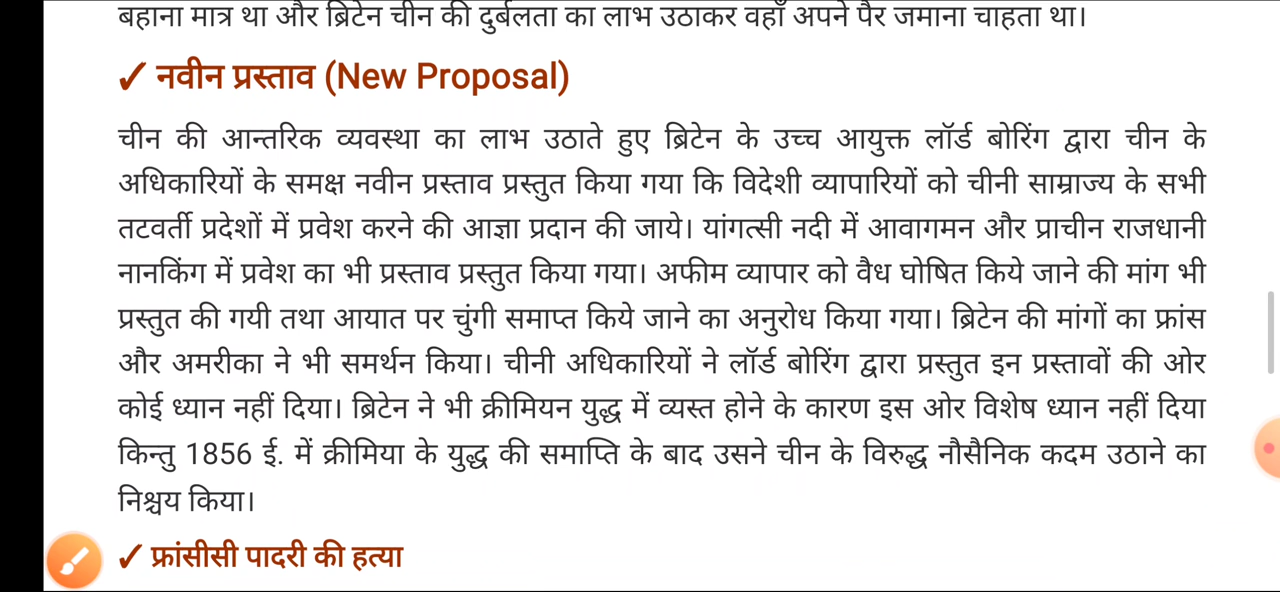 बहाना मात्र था और ब्रिटेन चीन की दुर्बलता का लाभ उठाकर वहाँ अपने पैर जमाना चाहता था।
✓ नवीन प्रस्ताव (New Proposal)
चीन की आन्तरिक व्यवस्था का लाभ उठाते हुए ब्रिटेन के उच्च आयुक्त लॉर्ड बोरिंग द्वारा चीन के
अधिकारियों के समक्ष नवीन प्रस्ताव प्रस्तुत किया गया कि विदेशी व्यापारियों को चीनी साम्राज्य के सभी
तटवर्ती प्रदेशों में प्रवेश करने की आज्ञा प्रदान की जाये। यांगत्सी नदी में आवागमन और प्राचीन राजधानी
नानकिंग में प्रवेश का भी प्रस्ताव प्रस्तुत किया गया। अफीम व्यापार को वैध घोषित किये जाने की मांग भी
प्रस्तुत की गयी तथा आयात पर चुंगी समाप्त किये जाने का अनुरोध किया गया। ब्रिटेन की मांगों का फ्रांस
और अमरीका ने भी समर्थन किया। चीनी अधिकारियों ने लॉर्ड बोरिंग द्वारा प्रस्तुत इन प्रस्तावों की ओर
कोई ध्यान नहीं दिया। ब्रिटेन ने भी क्रीमियन युद्ध में व्यस्त होने के कारण इस ओर विशेष ध्यान नहीं दिया
किन्तु 1856 ई. में क्रीमिया के युद्ध की समाप्ति के बाद उसने चीन के विरुद्ध नौसैनिक कदम उठाने का
निश्चय किया।
✓ फ्रांसीसी पादरी की हत्या